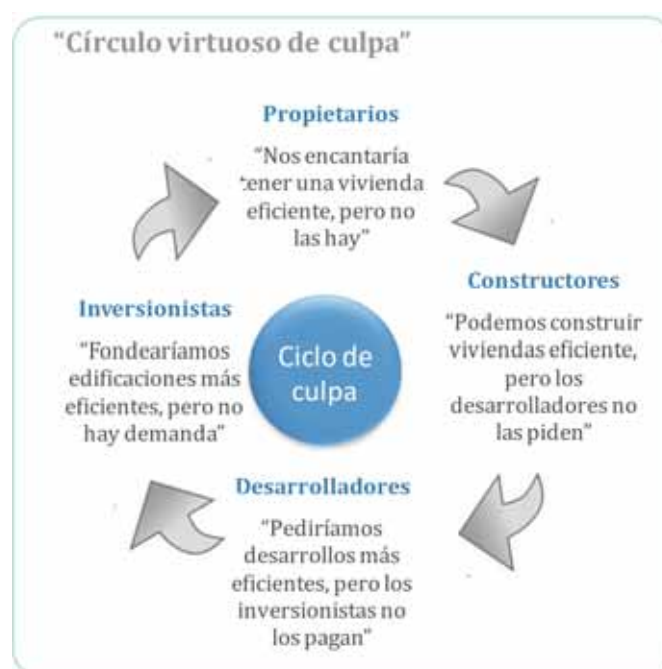 “Círculo virtuoso de culpa”
Propietarios
“Nos encantaría
tener una vivienda
eficiente, pero no
las hay”
Constructores
“Podemos construir
viviendas eficiente,
pero los
desarrolladores no
las piden”
Desarrolladores
“Pediríamos
desarrollos más
eficientes, pero los
inversionistas no
los pagan”
Inversionistas
“Fondearíamos
edificaciones más
eficientes, pero no
hay demanda”
Ciclo de
culpa